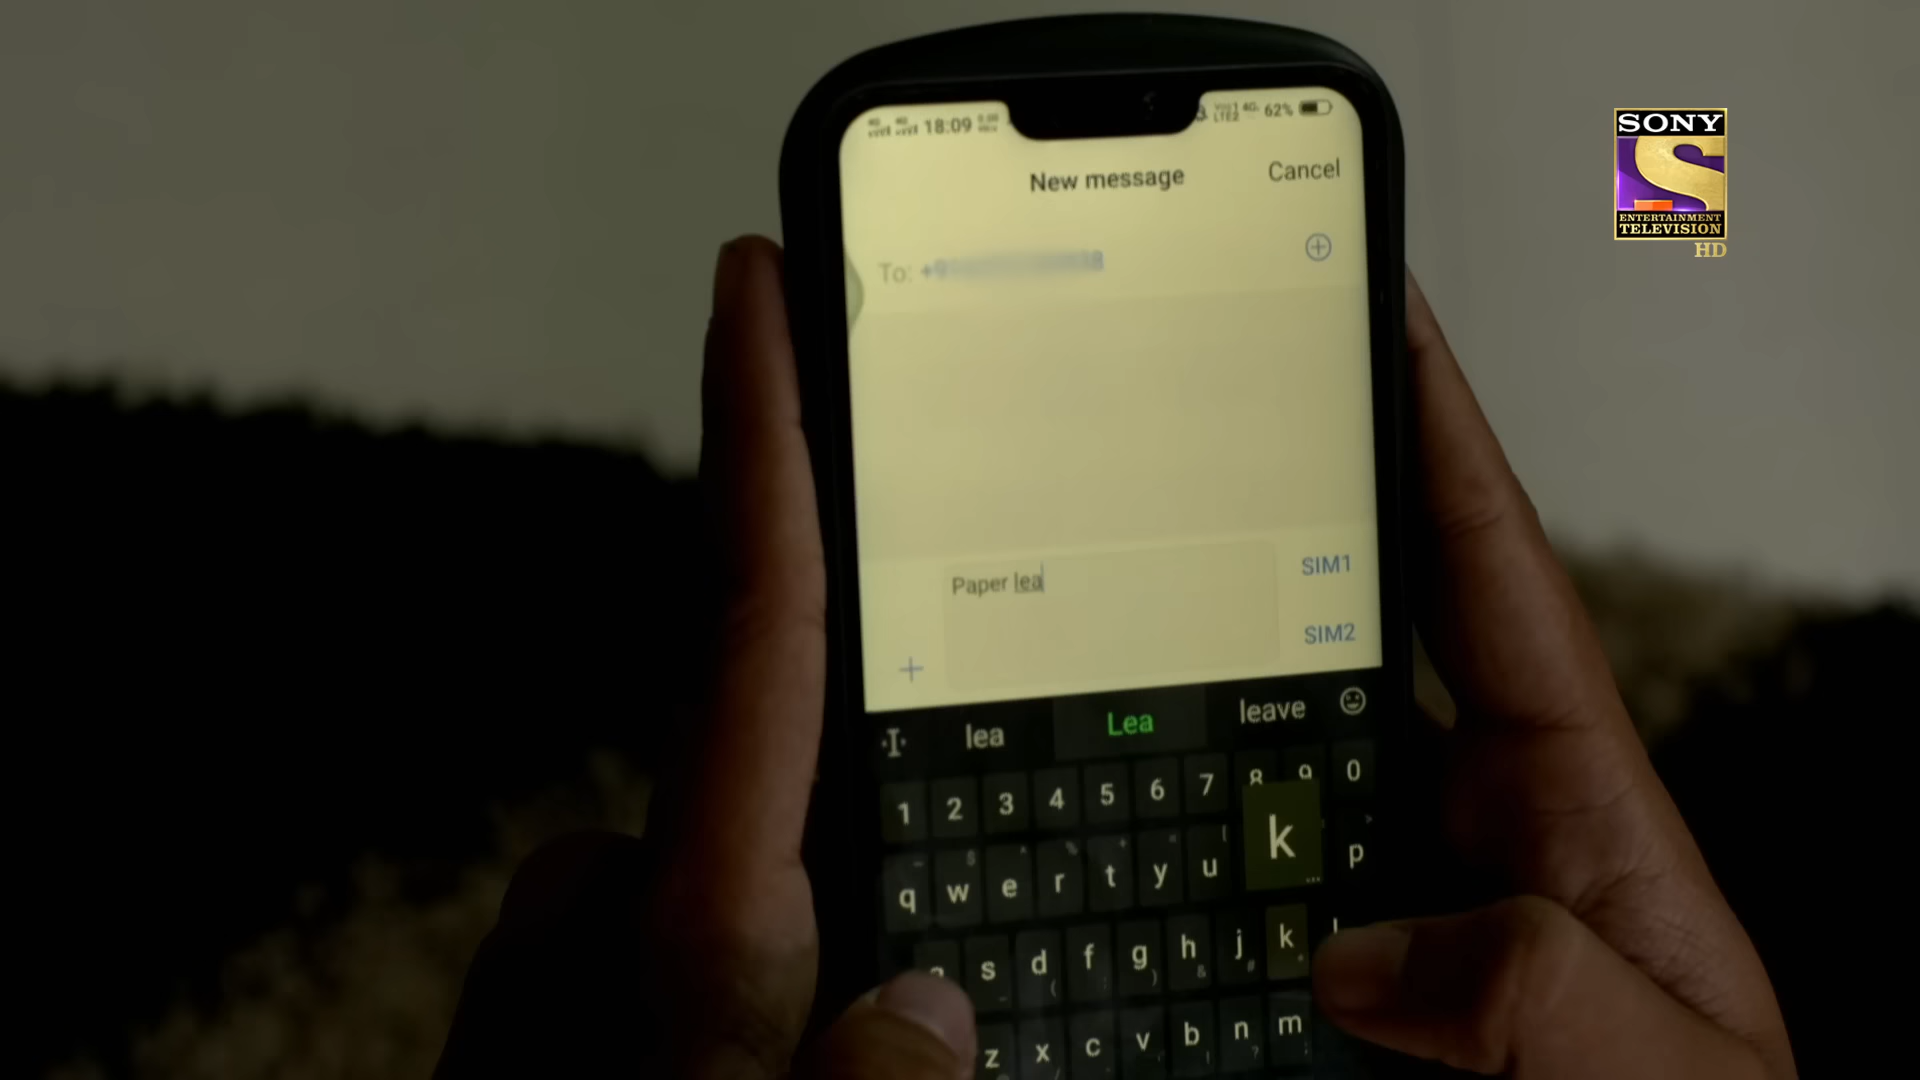 18:09
62%
New message
Cancel
To:
Paper lea
SIM1
SIM2
lea
Lea
leave
1 2 3 4 5 6 7 8 9 0
q w e r t y u p
k
s d f g h j k
z x c v b n m
SONY
ENTERTAINMENT
TELEVISION
HD